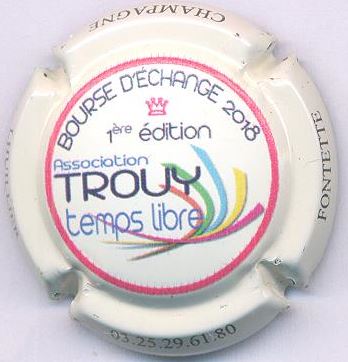 CHAMPAGNE
BOURSE D'ÉCHANGE 2018
1ère édition
Association
TROUY
temps libre
FONTETTE
03.25.29.61.80